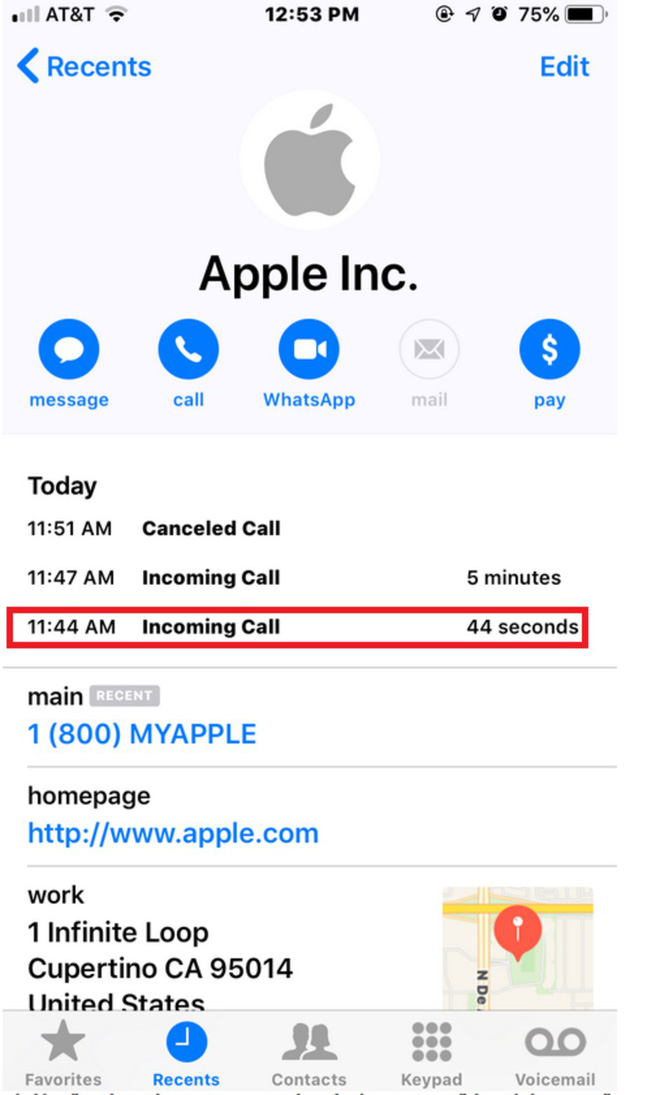 AT&T 12:53 PM 75%
Recents Edit
Apple Inc.
message call WhatsApp mail pay
Today
11:51 AM Canceled Call
11:47 AM Incoming Call 5 minutes
11:44 AM Incoming Call 44 seconds
main RECENT
1 (800) MYAPPLE
homepage
http://www.apple.com
work
1 Infinite Loop
Cupertino CA 95014
United States
N De
Favorites Recents Contacts Keypad Voicemail